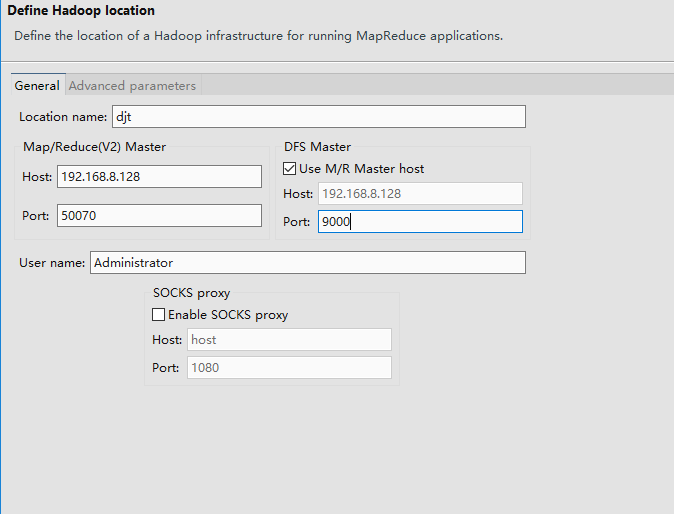 Define Hadoop location
Define the location of a Hadoop infrastructure for running MapReduce applications.
General Advanced parameters
Location name: djt
Map/Reduce(V2) Master
Host: 192.168.8.128
Port: 50070
DFS Master
Use M/R Master host
Host: 192.168.8.128
Port: 9000
User name: Administrator
SOCKS proxy
Enable SOCKS proxy
Host: host
Port: 1080